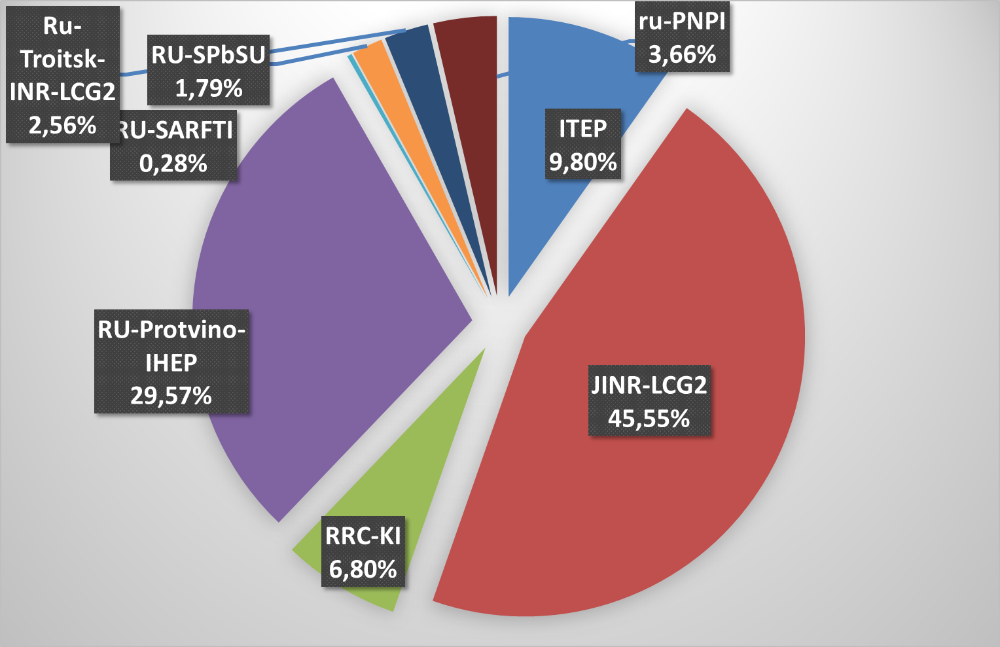 Ru-
Troitsk-
INR-LCG2
2,56%
RU-SPbSU
1,79%
RU-SARFTI
0,28%
ru-PNPI
3,66%
ITEP
9,80%
RU-Protvino-
IHEP
29,57%
JINR-LCG2
45,55%
RRC-KI
6,80%